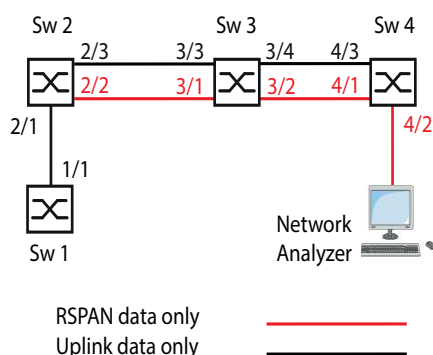 Sw 2
Sw 3
Sw 4
2/3
3/3
3/4
4/3
2/2
3/1
3/2
4/1
2/1
4/2
1/1
Sw 1
Network
Analyzer
RSPAN data only
Uplink data only